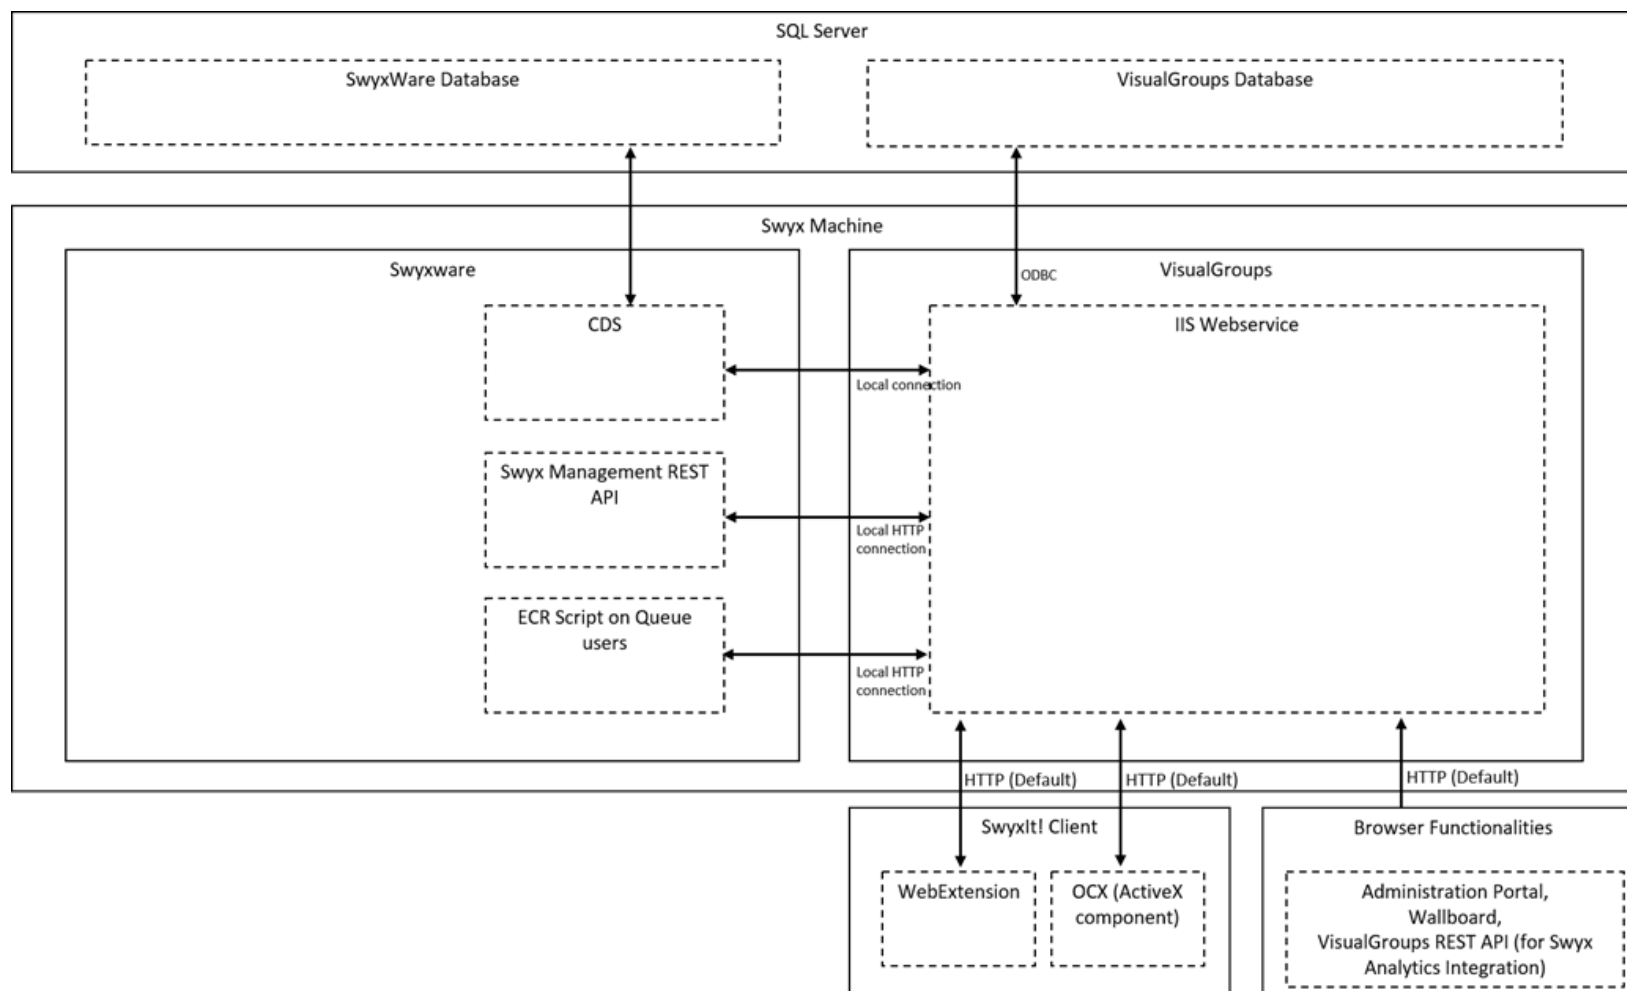 SQL Server
SwyxWare Database
VisualGroups Database
Swyx Machine
Swyxware
VisualGroups
ODBC
CDS
IIS Webservice
Local connection
Swyx Management REST
API
Local HTTP
connection
ECR Script on Queue
users
Local HTTP
connection
HTTP (Default)
HTTP (Default)
HTTP (Default)
SwyxIt! Client
Browser Functionalities
WebExtension
OCX (ActiveX
component)
Administration Portal,
Wallboard,
VisualGroups REST API (for Swyx
Analytics Integration)